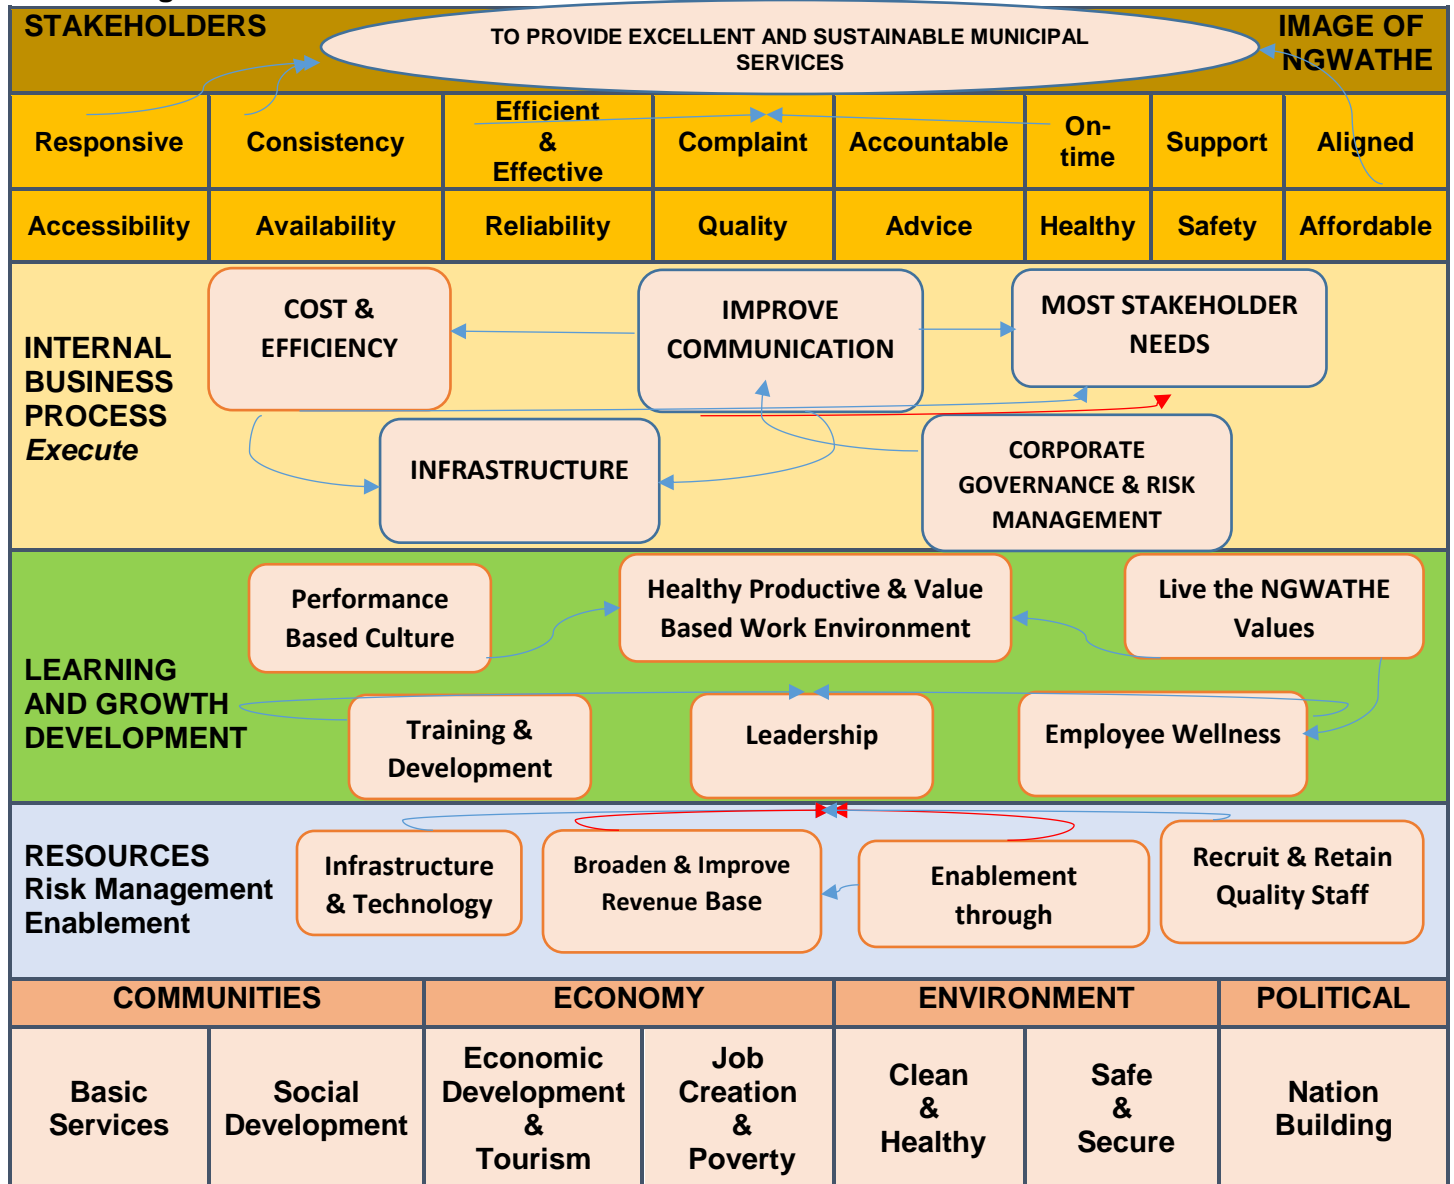 STAKEHOLDERS
TO PROVIDE EXCELLENT AND SUSTAINABLE MUNICIPAL
SERVICES
IMAGE OF
NGWATHE
Responsive
Consistency
Efficient
&
Effective
Complaint
Accountable
On-
time
Support
Aligned
Accessibility
Availability
Reliability
Quality
Advice
Healthy
Safety
Affordable
INTERNAL
BUSINESS
PROCESS
Execute
COST &
EFFICIENCY
IMPROVE
COMMUNICATION
MOST STAKEHOLDER
NEEDS
INFRASTRUCTURE
CORPORATE
GOVERNANCE & RISK
MANAGEMENT
LEARNING
AND GROWTH
DEVELOPMENT
Performance
Based Culture
Healthy Productive & Value
Based Work Environment
Live the NGWATHE
Values
Training &
Development
Leadership
Employee Wellness
RESOURCES
Risk Management
Enablement
Infrastructure
& Technology
Broaden & Improve
Revenue Base
Enablement
through
Recruit & Retain
Quality Staff
COMMUNITIES
ECONOMY
ENVIRONMENT
POLITICAL
Basic
Services
Social
Development
Economic
Development
&
Tourism
Job
Creation
&
Poverty
Clean
&
Healthy
Safe
&
Secure
Nation
Building